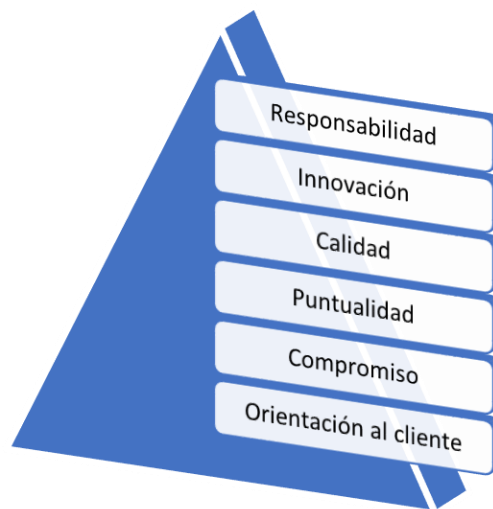 Responsabilidad
Innovación
Calidad
Puntualidad
Compromiso
Orientación al cliente